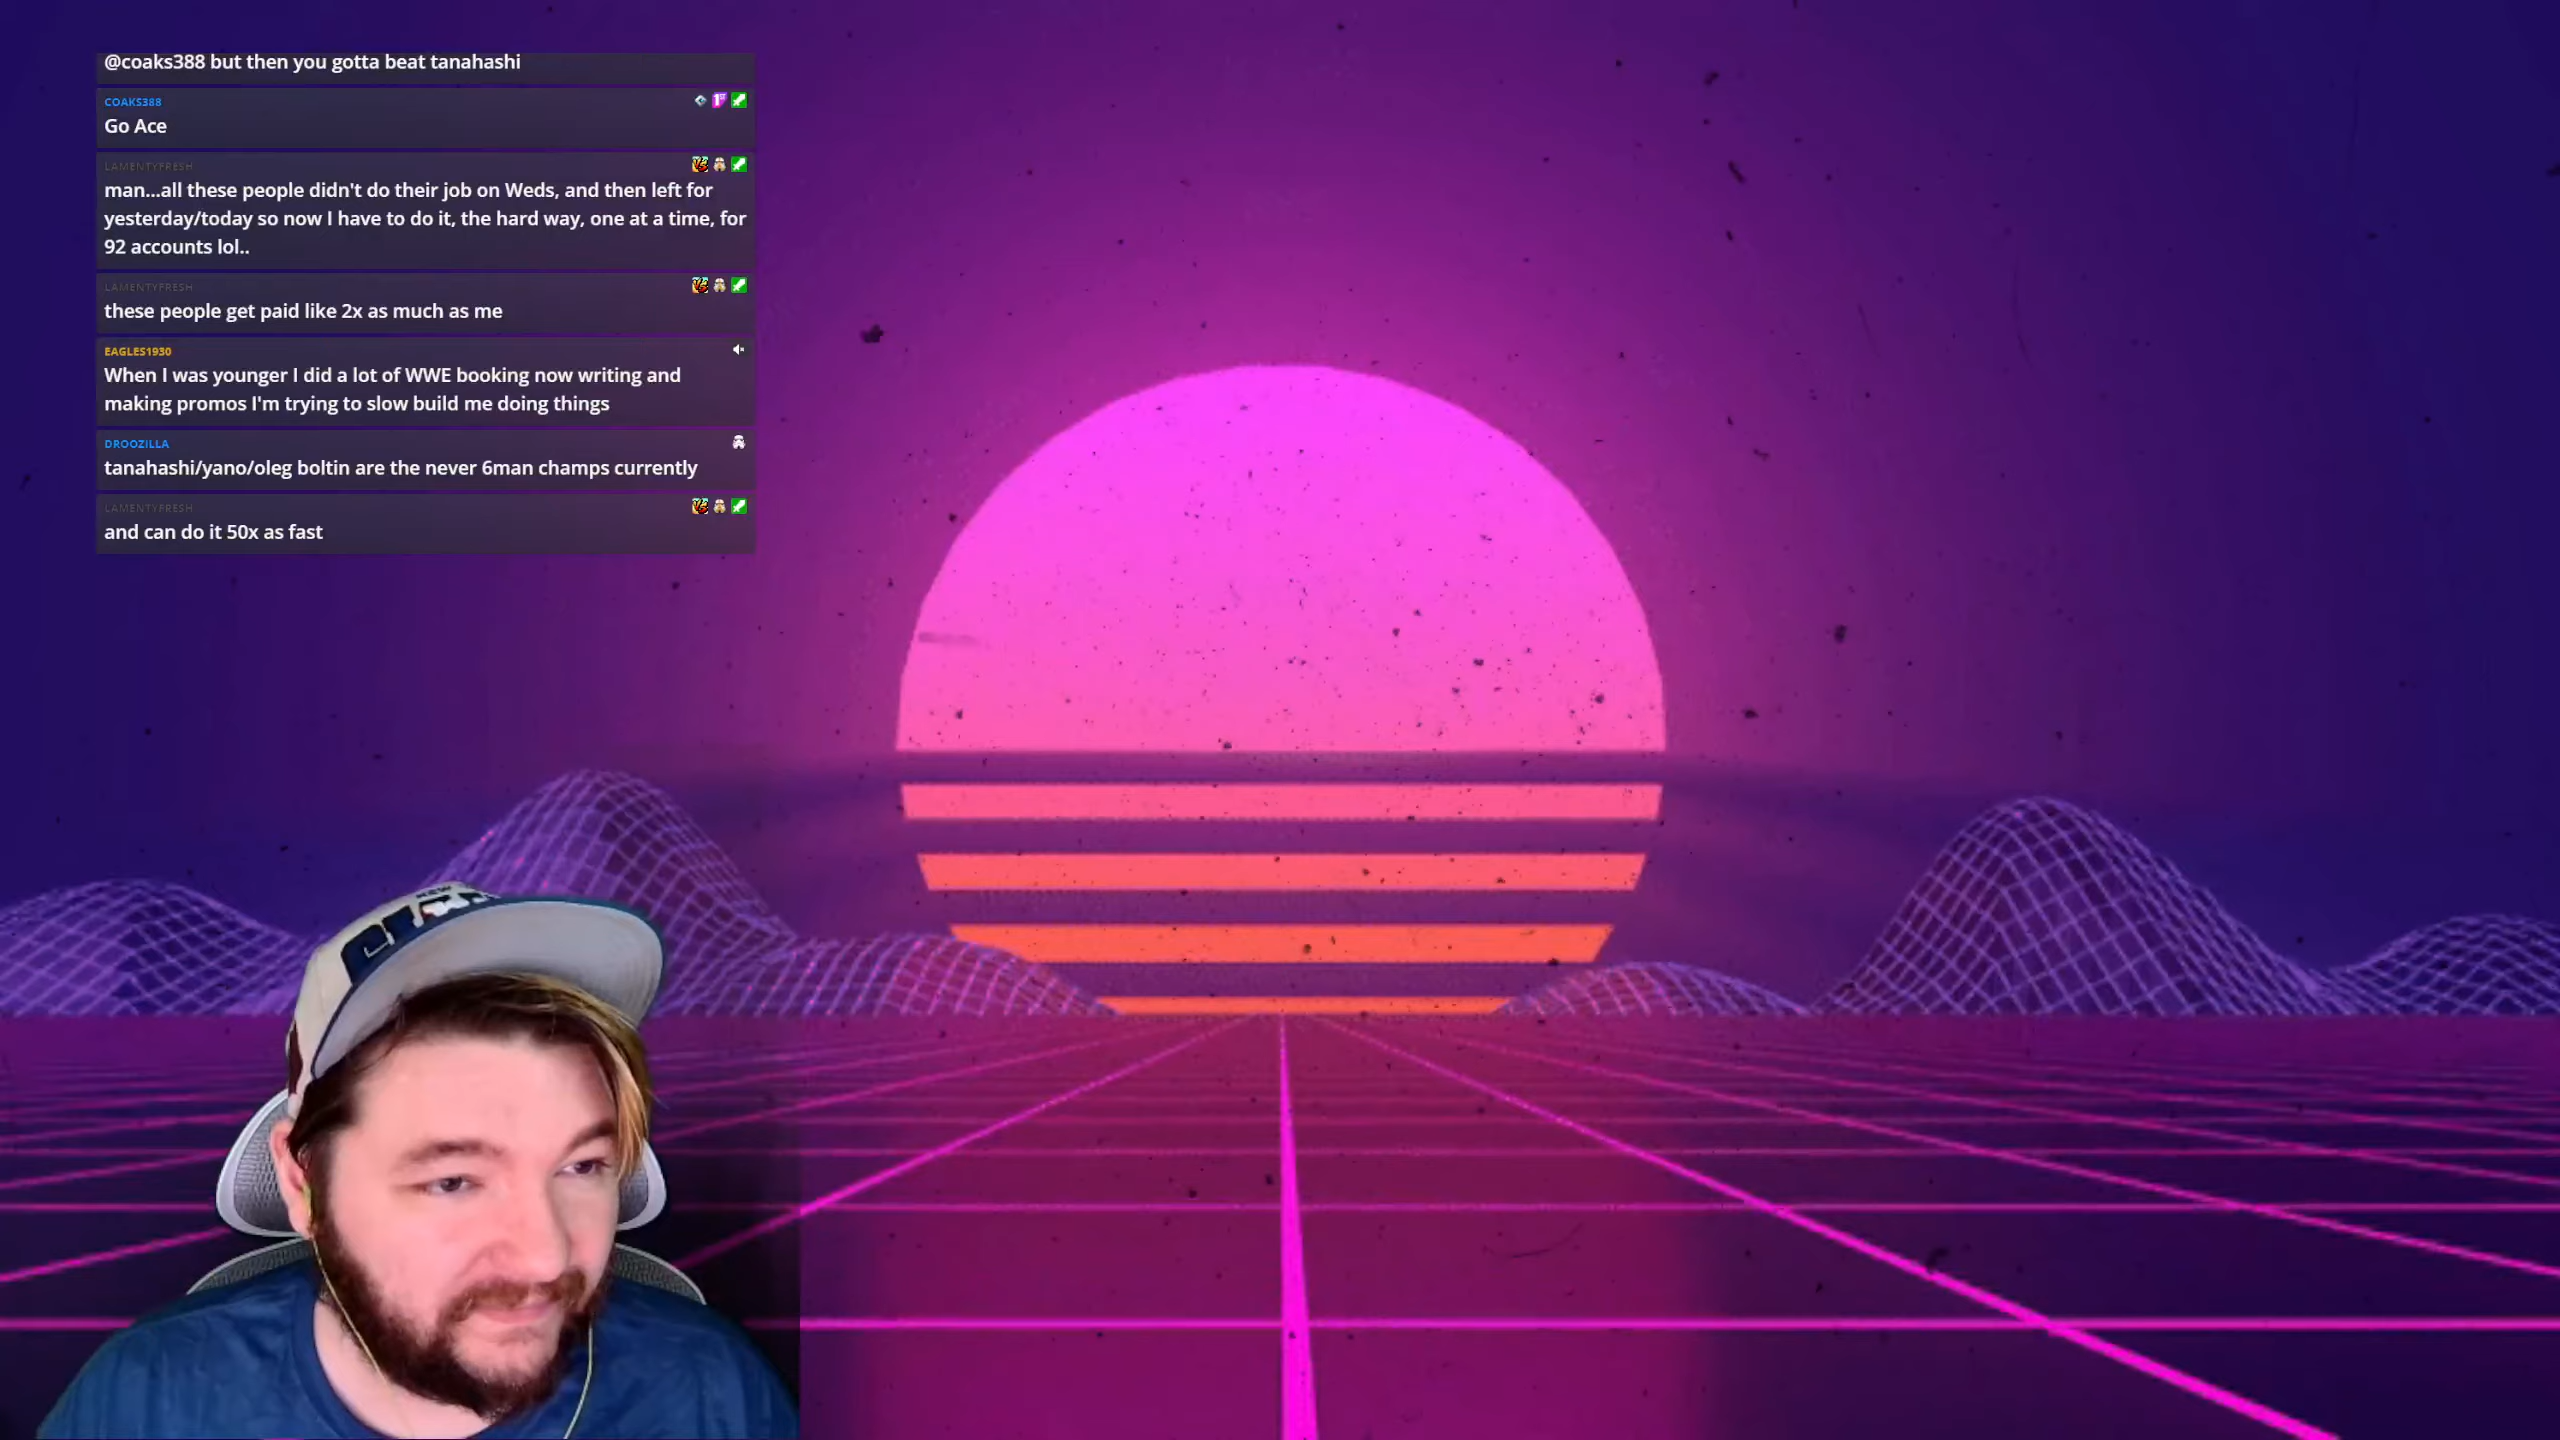 @coaks388 but then you gotta beat tanahashi
COAKS388
Go Ace
LAMENTYFRESH
man...all these people didn't do their job on Weds, and then left for
yesterday/today so now I have to do it, the hard way, one at a time, for
92 accounts lol..
LAMENTYFRESH
these people get paid like 2x as much as me
EAGLES1930
When I was younger I did a lot of WWE booking now writing and
making promos I'm trying to slow build me doing things
DROOZILLA
tanahashi/yano/oleg boltin are the never 6man champs currently
LAMENTYFRESH
and can do it 50x as fast